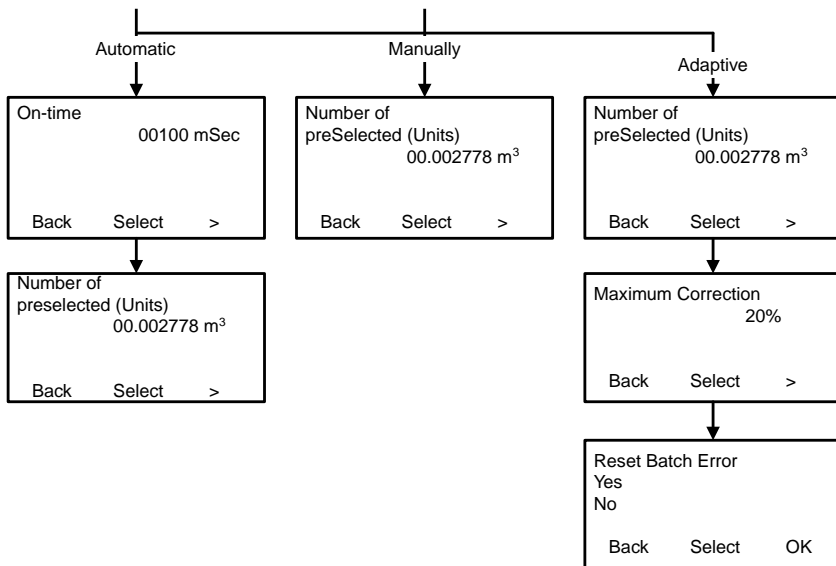 Automatic
On-time
00100 mSec
Back Select >
Number of
preselected (Units)
00.002778 m³
Back Select >
Manually
Number of
preSelected (Units)
00.002778 m³
Back Select >
Adaptive
Number of
preSelected (Units)
00.002778 m³
Back Select >
Maximum Correction
20%
Back Select >
Reset Batch Error
Yes
No
Back Select OK